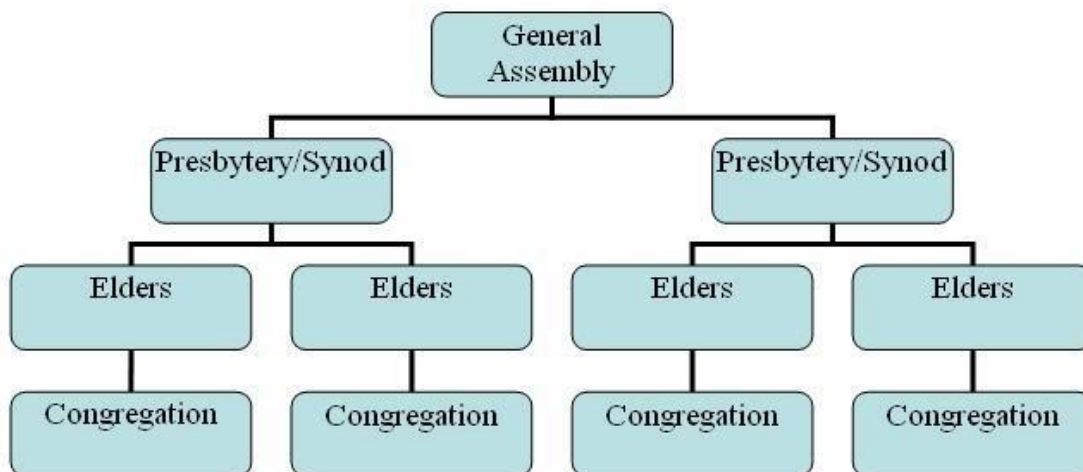 General
Assembly
Presbytery/Synod
Presbytery/Synod
Elders
Elders
Elders
Elders
Congregation
Congregation
Congregation
Congregation